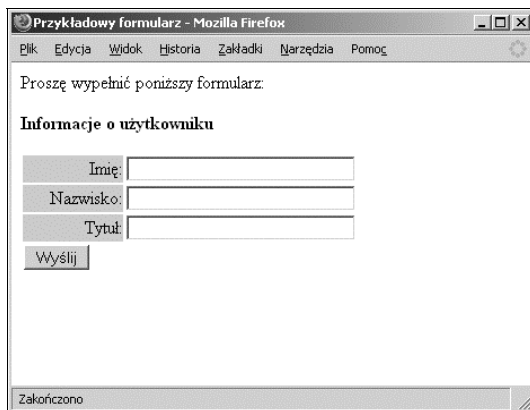 Przykładowy formularz - Mozilla Firefox
Plik Edycja Widok Historia Zakładki Narzędzia Pomoc
Proszę wypełnić poniższy formularz:
Informacje o użytkowniku
Imię:
Nazwisko:
Tytuł:
Wyślij
Zakończono